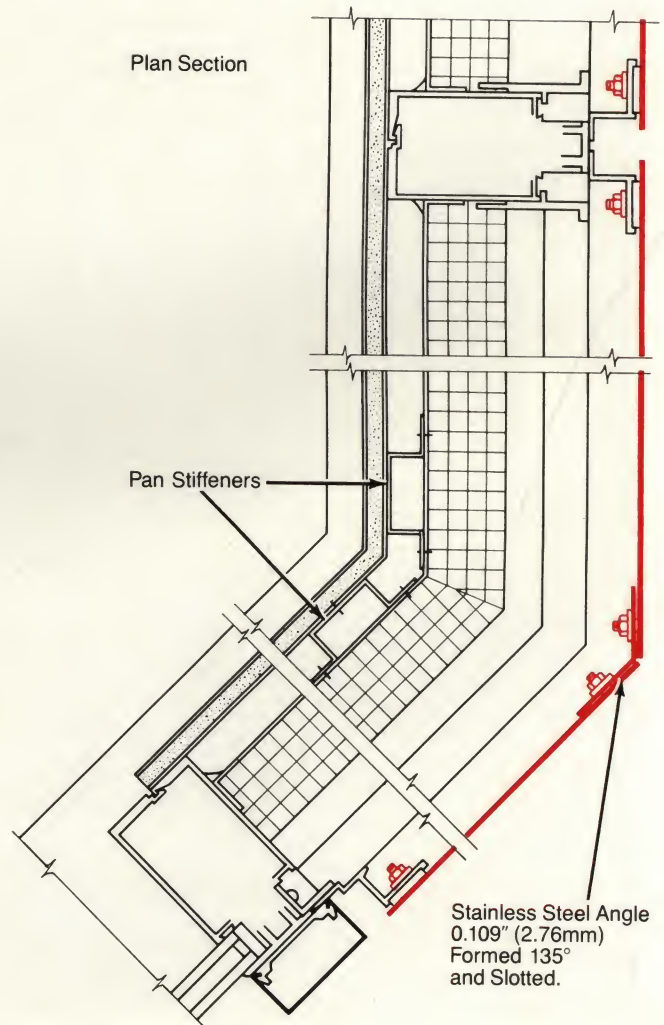 Plan Section
Pan Stiffeners
Stainless Steel Angle
0.109" (2.76mm)
Formed 135°
and Slotted.